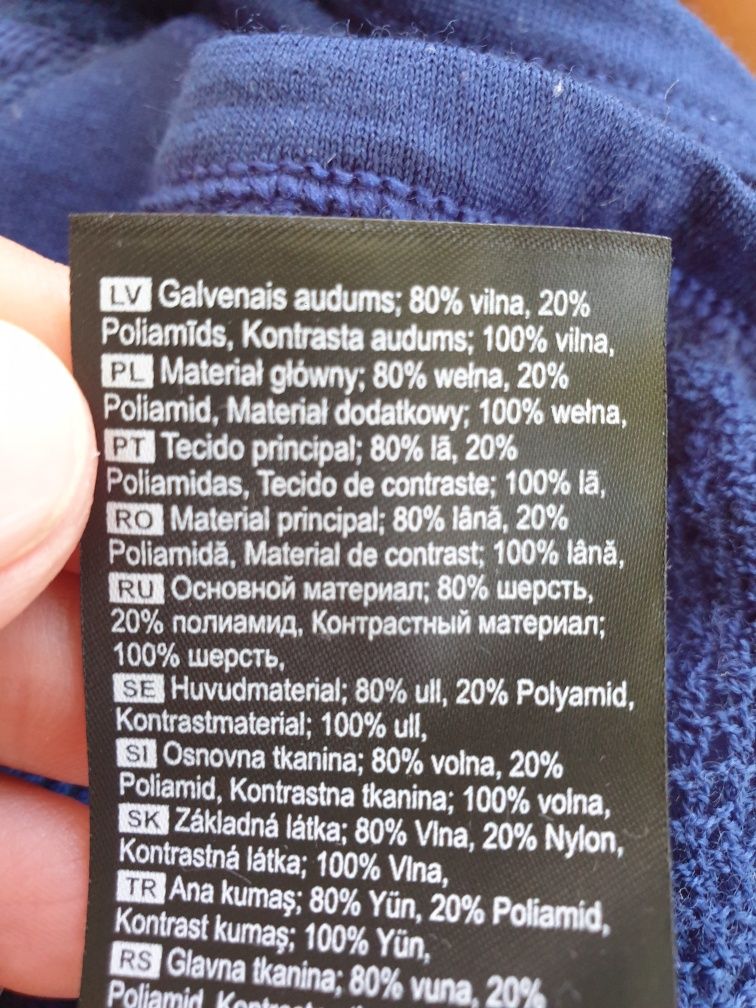 LV Galvenais audums; 80% vilna, 20%
Poliamīds, Kontrasta audums; 100% vilna,
PL Materiał główny; 80% wełna, 20%
Poliamid, Materiał dodatkowy; 100% wełna,
PT Tecido principal; 80% lã, 20%
Poliamidas, Tecido de contraste; 100% lã,
RO Material principal; 80% lână, 20%
Poliamidă, Material de contrast; 100% lână,
RU Основной материал; 80% шерсть,
20% полиамид, Контрастный материал;
100% шерсть,
SE Huvudmaterial; 80% ull, 20% Polyamid,
Kontrastmaterial; 100% ull,
SI Osnovna tkanina; 80% volna, 20%
Poliamid, Kontrastna tkanina; 100% volna,
SK Základná látka; 80% Vlna, 20% Nylon,
Kontrastná látka; 100% Vlna,
TR Ana kumaş; 80% Yün, 20% Poliamid,
Kontrast kumaş; 100% Yün,
RS Glavna tkanina; 80% vuna, 20%
Poliamid, Kontrastna